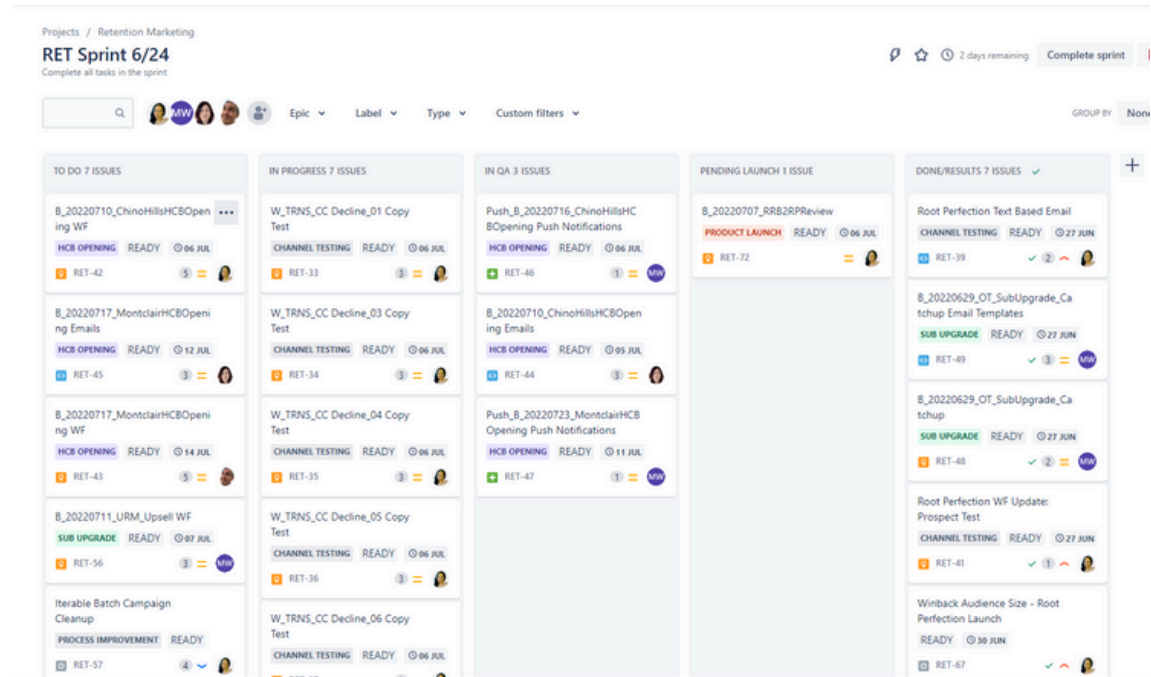 Projects / Retention Marketing
RET Sprint 6/24
Complete all tasks in the sprint
2 days remaining
Complete sprint
MW
Epic
Label
Type
Custom filters
GROUP BY
None
TO DO 7 ISSUES
B_20220710_ChinoHillsHCBOpen
ing WF
HCB OPENING READY 06 JUL
RET-42 5
B_20220717_MontclairHCBOpeni
ng Emails
HCB OPENING READY 12 JUL
RET-45 3
B_20220717_MontclairHCBOpeni
ng WF
HCB OPENING READY 14 JUL
RET-43 5
B_20220711_URM_Upsell WF
SUB UPGRADE READY 07 JUL
RET-56 3 MW
Iterable Batch Campaign
Cleanup
PROCESS IMPROVEMENT READY
RET-57 4
IN PROGRESS 7 ISSUES
W_TRNS_CC Decline_01 Copy
Test
CHANNEL TESTING READY 06 JUL
RET-33 3
W_TRNS_CC Decline_03 Copy
Test
CHANNEL TESTING READY 06 JUL
RET-34 3
W_TRNS_CC Decline_04 Copy
Test
CHANNEL TESTING READY 06 JUL
RET-35 3
W_TRNS_CC Decline_05 Copy
Test
CHANNEL TESTING READY 06 JUL
RET-36 3
W_TRNS_CC Decline_06 Copy
Test
CHANNEL TESTING READY 06 JUL
IN QA 3 ISSUES
Push_B_20220716_ChinoHillsHC
BOpening Push Notifications
HCB OPENING READY 06 JUL
RET-46 1 MW
B_20220710_ChinoHillsHCBOpen
ing Emails
HCB OPENING READY 05 JUL
RET-44 3
Push_B_20220723_MontclairHCB
Opening Push Notifications
HCB OPENING READY 11 JUL
RET-47 1 MW
PENDING LAUNCH 1 ISSUE
B_20220707_RRB2RPReview
PRODUCT LAUNCH READY 06 JUL
RET-72
DONE/RESULTS 7 ISSUES
Root Perfection Text Based Email
CHANNEL TESTING READY 27 JUN
RET-39 2
B_20220629_OT_SubUpgrade_Ca
tchup Email Templates
SUB UPGRADE READY 27 JUN
RET-49 3 MW
B_20220629_OT_SubUpgrade_Ca
tchup
SUB UPGRADE READY 27 JUN
RET-48 2 MW
Root Perfection WF Update:
Prospect Test
CHANNEL TESTING READY 27 JUN
RET-41 1
Winback Audience Size - Root
Perfection Launch
READY 30 JUN
RET-67